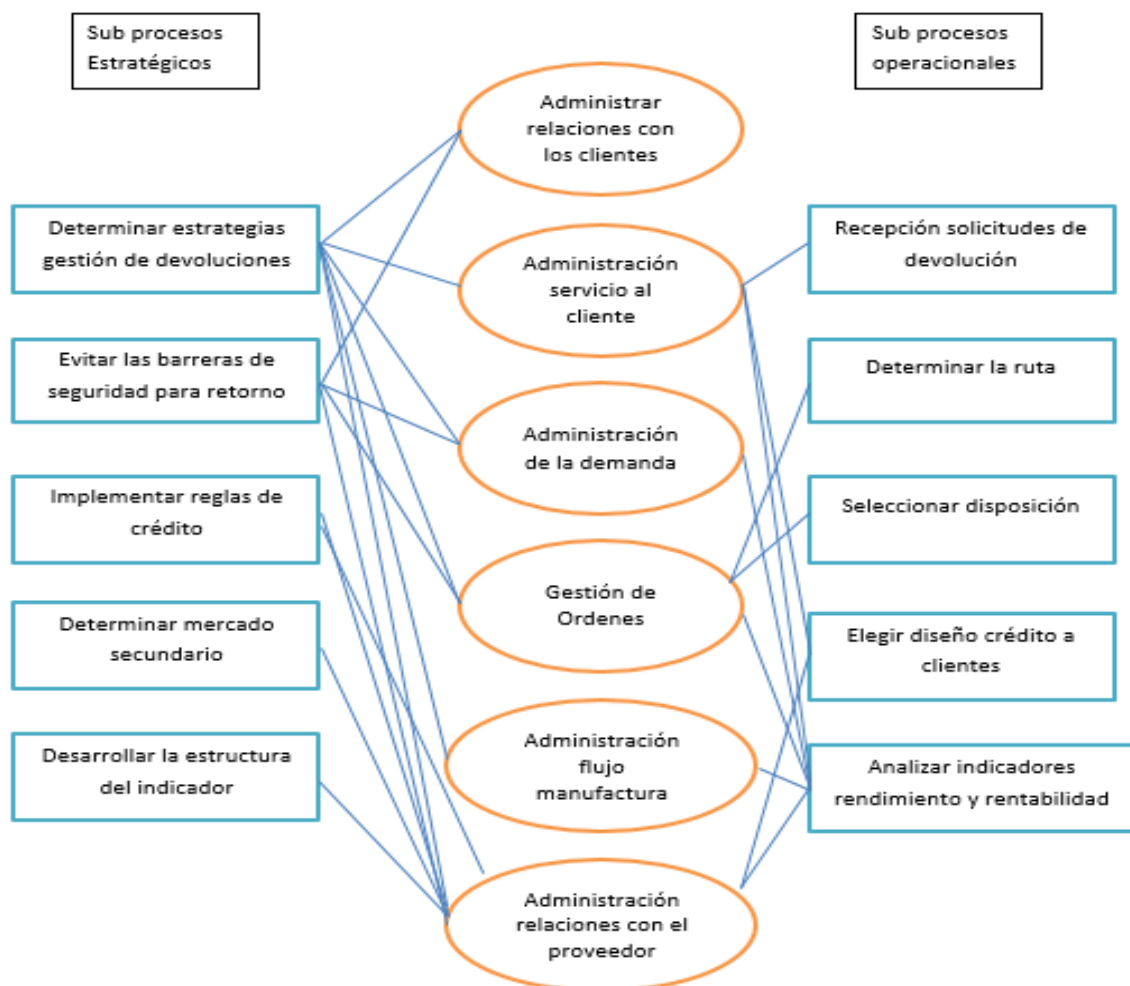 Sub procesos
Estratégicos
Sub procesos
operacionales
Administrar
relaciones con
los clientes
Determinar estrategias
gestión de devoluciones
Administración
servicio al
cliente
Recepción solicitudes de
devolución
Evitar las barreras de
seguridad para retorno
Determinar la ruta
Administración
de la demanda
Implementar reglas de
crédito
Seleccionar disposición
Gestión de
Ordenes
Determinar mercado
secundario
Elegir diseño crédito a
clientes
Administración
flujo
manufactura
Desarrollar la estructura
del indicador
Analizar indicadores
rendimiento y rentabilidad
Administración
relaciones con el
proveedor